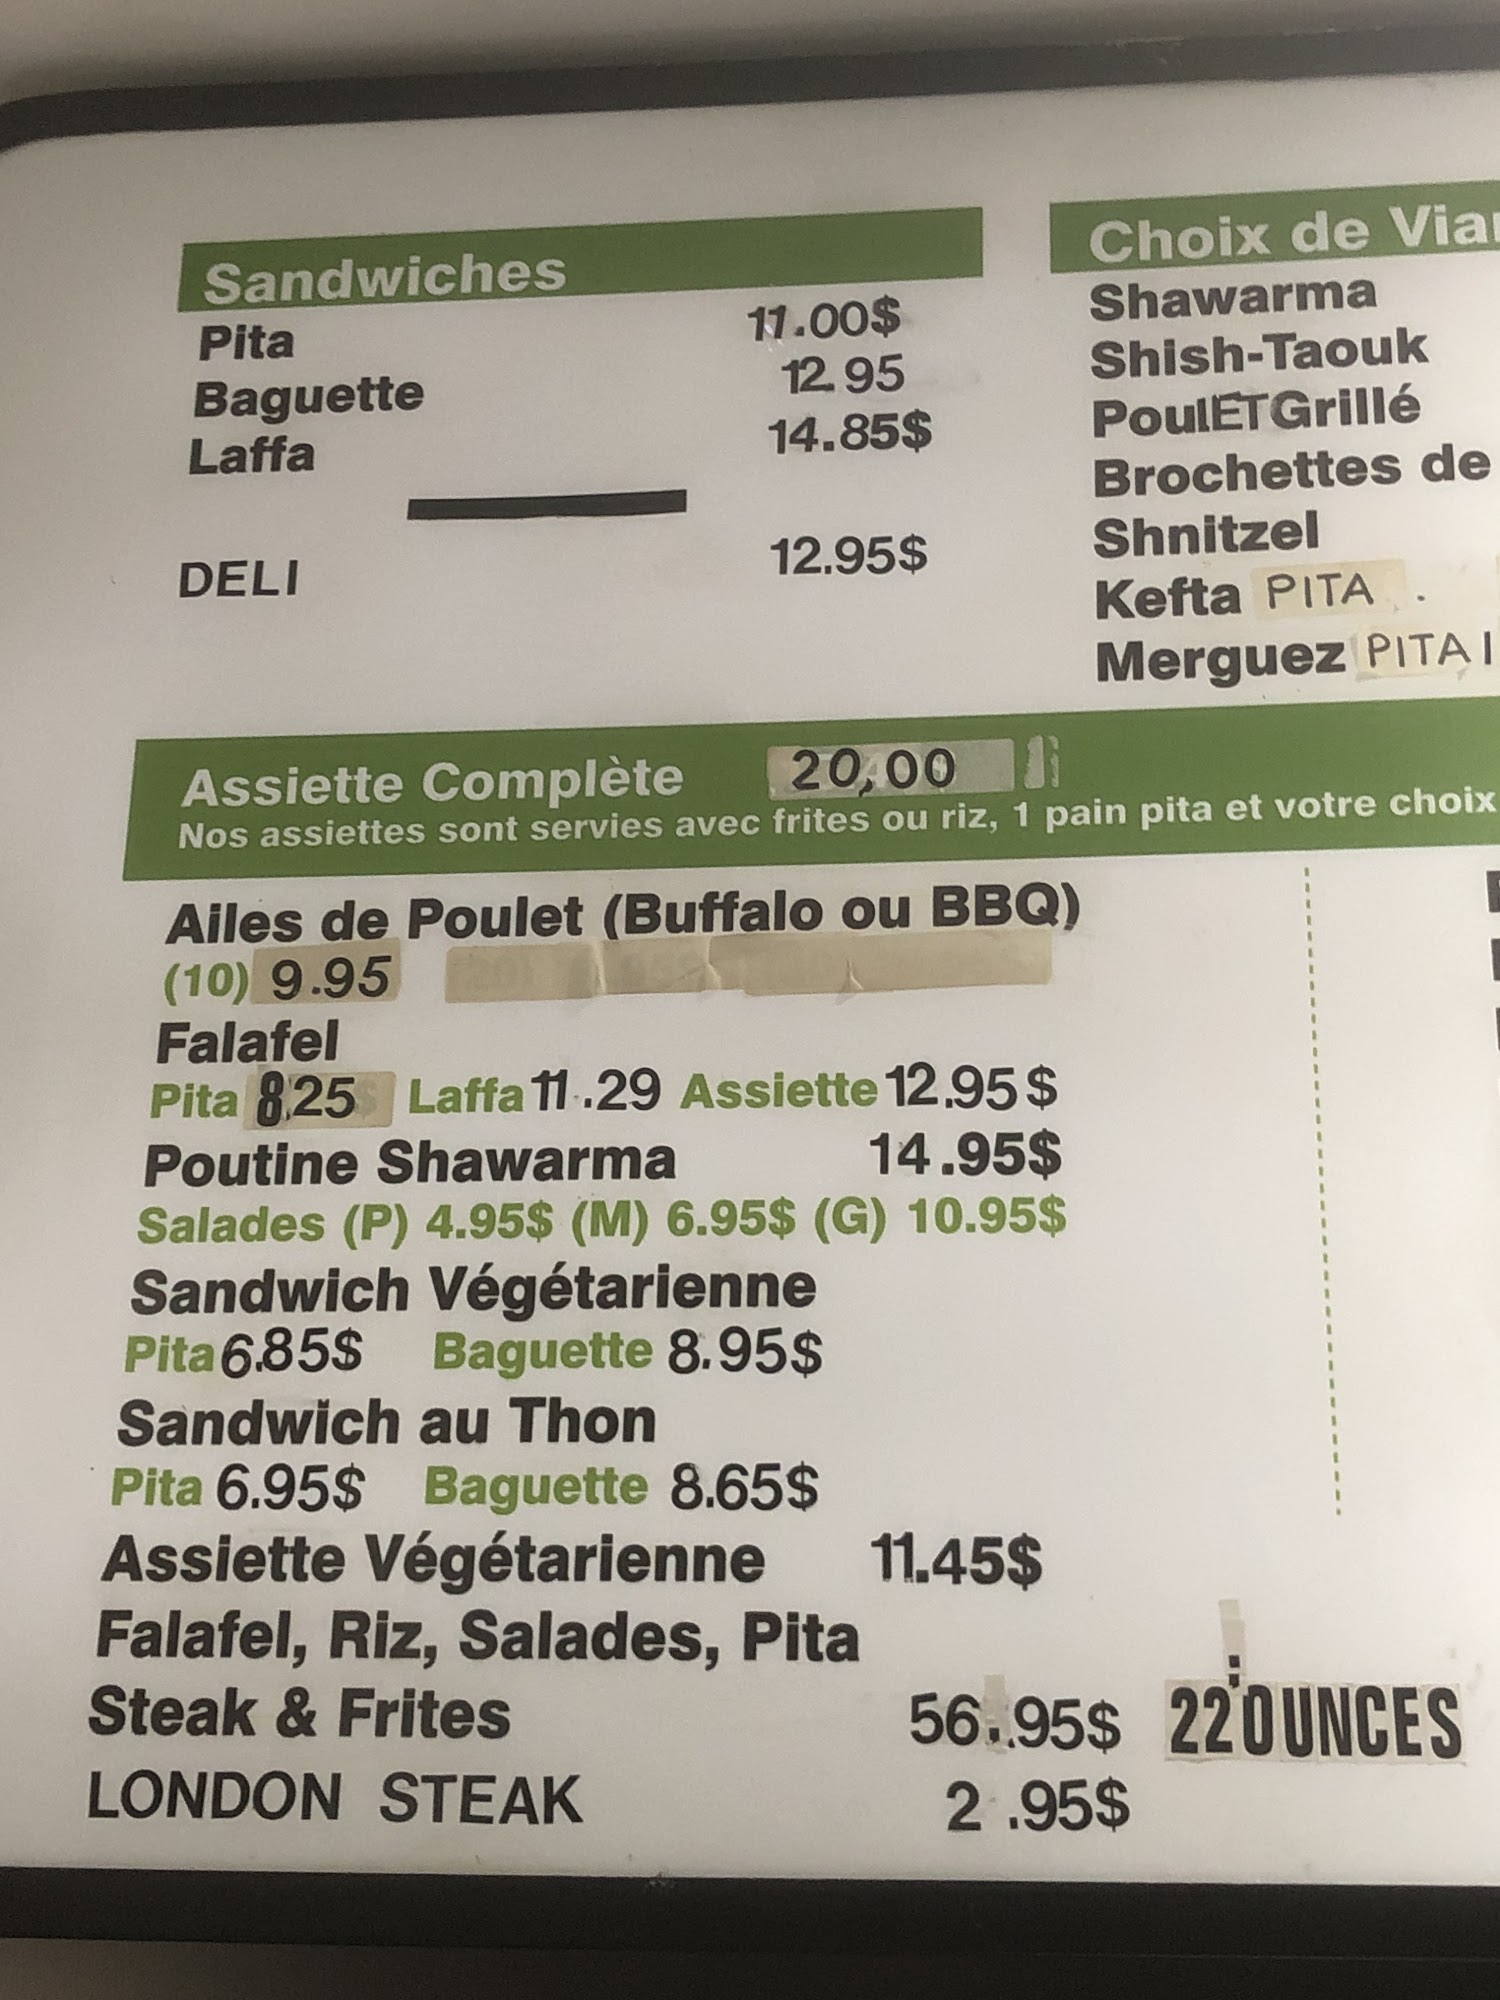 Sandwiches
Pita 11.00$
Baguette 12.95
Laffa 14.85$
DELI 12.95$
Choix de
Shawarma
Shish-Taouk
PoulET Grillé
Brochettes de
Shnitzel
Kefta PITA
Merguez PITA
Assiette Complète 20,00
Nos assiettes sont servies avec frites ou riz, 1 pain pita et votre choix
Ailes de Poulet (Buffalo ou BBQ)
(10) 9.95
Falafel
Pita 8.25 Laffa 11.29 Assiette 12.95$
Poutine Shawarma 14.95$
Salades (P) 4.95$ (M) 6.95$ (G) 10.95$
Sandwich Végétarienne
Pita 6.85$ Baguette 8.95$
Sandwich au Thon
Pita 6.95$ Baguette 8.65$
Assiette Végétarienne 11.45$
Falafel, Riz, Salades, Pita
Steak & Frites 56.95$ 22 OUNCES
LONDON STEAK 2 .95$